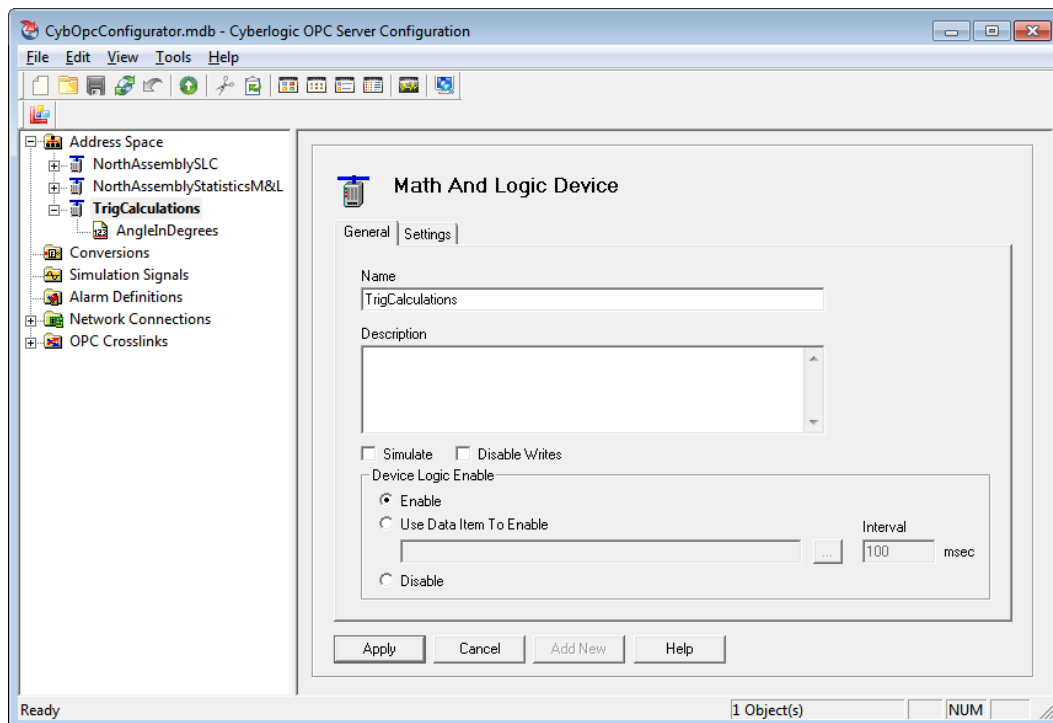 CybOpcConfigurator.mdb - Cyberlogic OPC Server Configuration
File Edit View Tools Help
Address Space
NorthAssemblySLC
NorthAssemblyStatisticsM&L
TrigCalculations
AngleInDegrees
Conversions
Simulation Signals
Alarm Definitions
Network Connections
OPC Crosslinks
Math And Logic Device
General Settings
Name
TrigCalculations
Description
Simulate Disable Writes
Device Logic Enable
Enable
Use Data Item To Enable Interval
... 100 msec
Disable
Apply Cancel Add New Help
Ready 1 Object(s) NUM